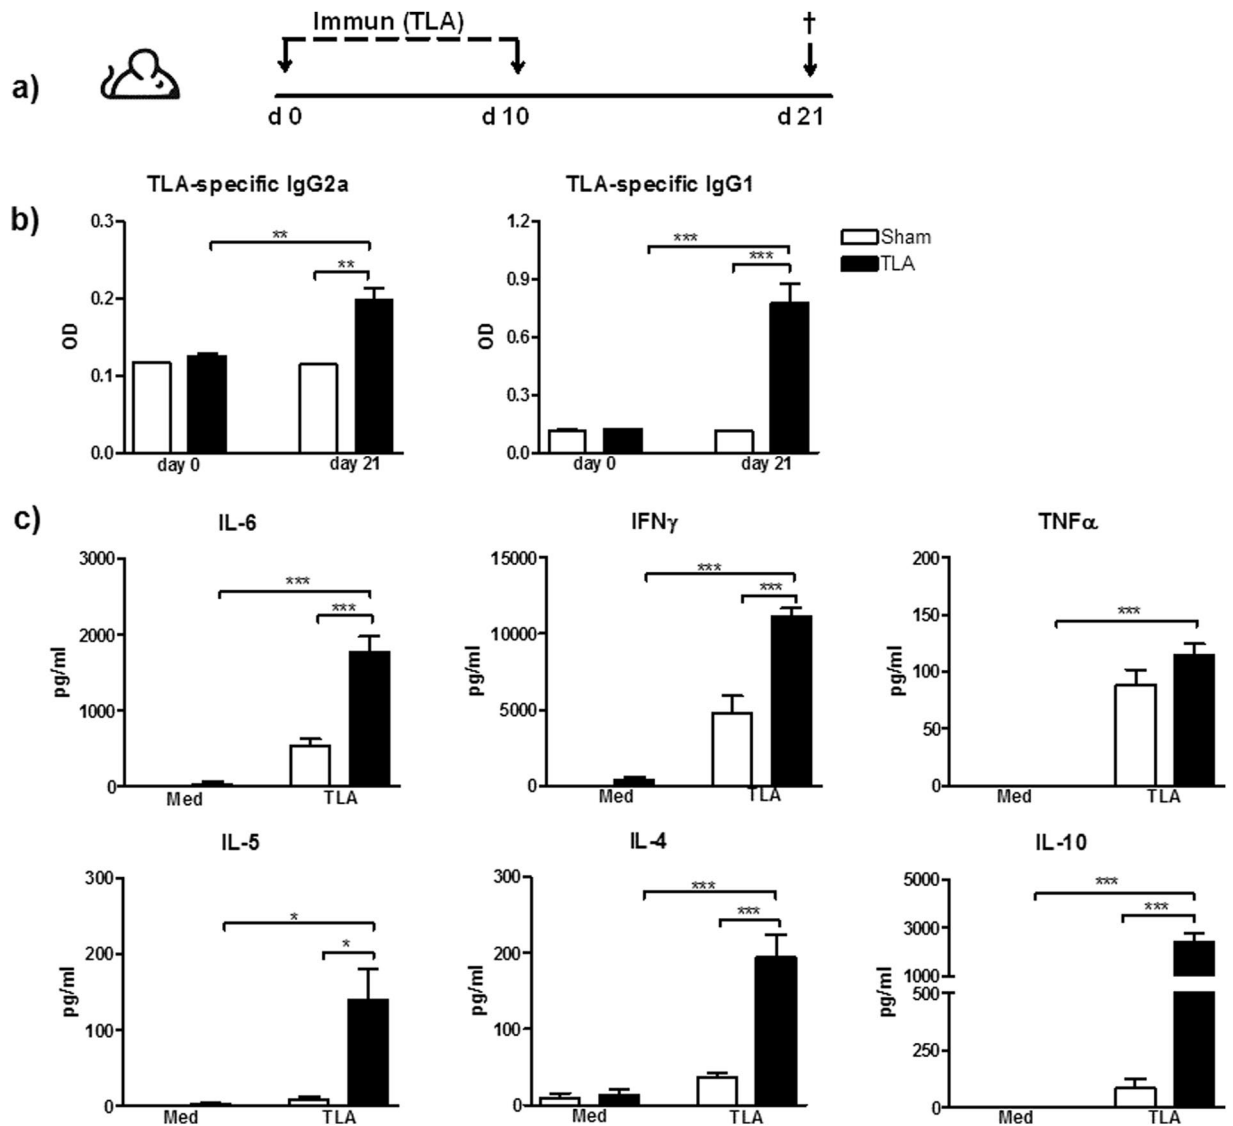 a)
Immun (TLA)
†
d 0
d 10
d 21
b)
TLA-specific IgG2a
OD
0.3
0.2
0.1
0.0
**
**
day 0
day 21
TLA-specific IgG1
OD
1.2
0.9
0.6
0.3
0.0
***
***
day 0
day 21
Sham
TLA
c)
IL-6
pg/ml
3000
2000
1000
0
***
***
Med
TLA
IFNγ
pg/ml
15000
10000
5000
0
***
***
Med
TLA
TNFα
pg/ml
200
150
100
50
0
***
Med
TLA
IL-5
pg/ml
300
200
100
0
*
*
Med
TLA
IL-4
pg/ml
300
200
100
0
***
***
Med
TLA
IL-10
pg/ml
5000
3000
1000
500
250
0
***
***
Med
TLA